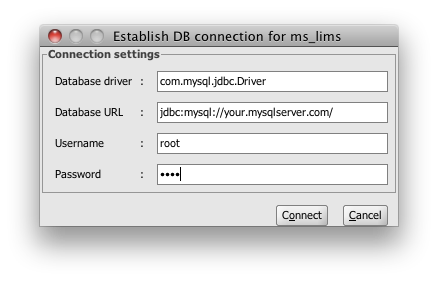 Establish DB connection for ms_lims
Connection settings
Database driver : com.mysql.jdbc.Driver
Database URL : jdbc:mysql://your.mysqlserver.com/
Username : root
Password : ••••
Connect Cancel